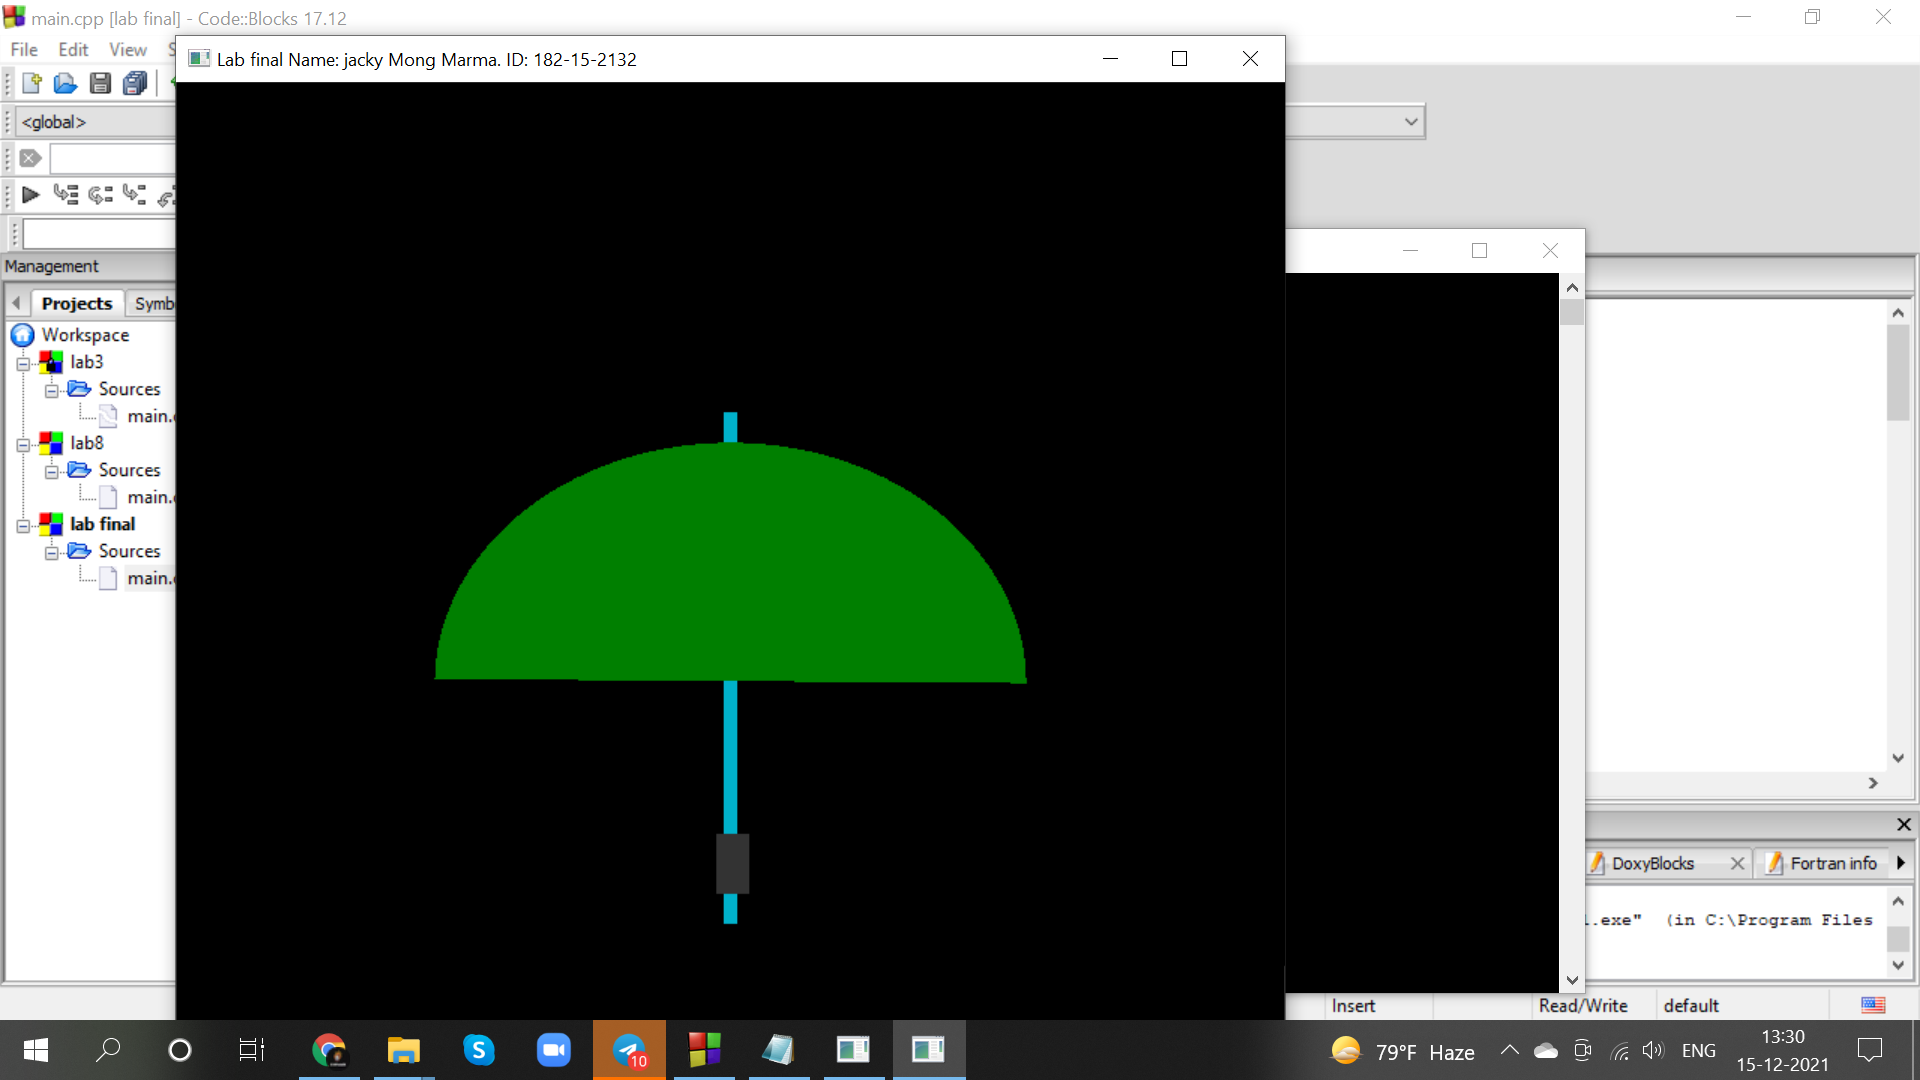 main.cpp [lab final] - Code::Blocks 17.12
File Edit View S
Lab final Name: jacky Mong Marma. ID: 182-15-2132
<global>
Management
Projects Symb
Workspace
lab3
Sources
main.
lab8
Sources
main.
lab final
Sources
main.
DoxyBlocks Fortran info
.exe" (in C:\Program Files
Insert Read/Write default
10 79°F Haze ENG 13:30
15-12-2021